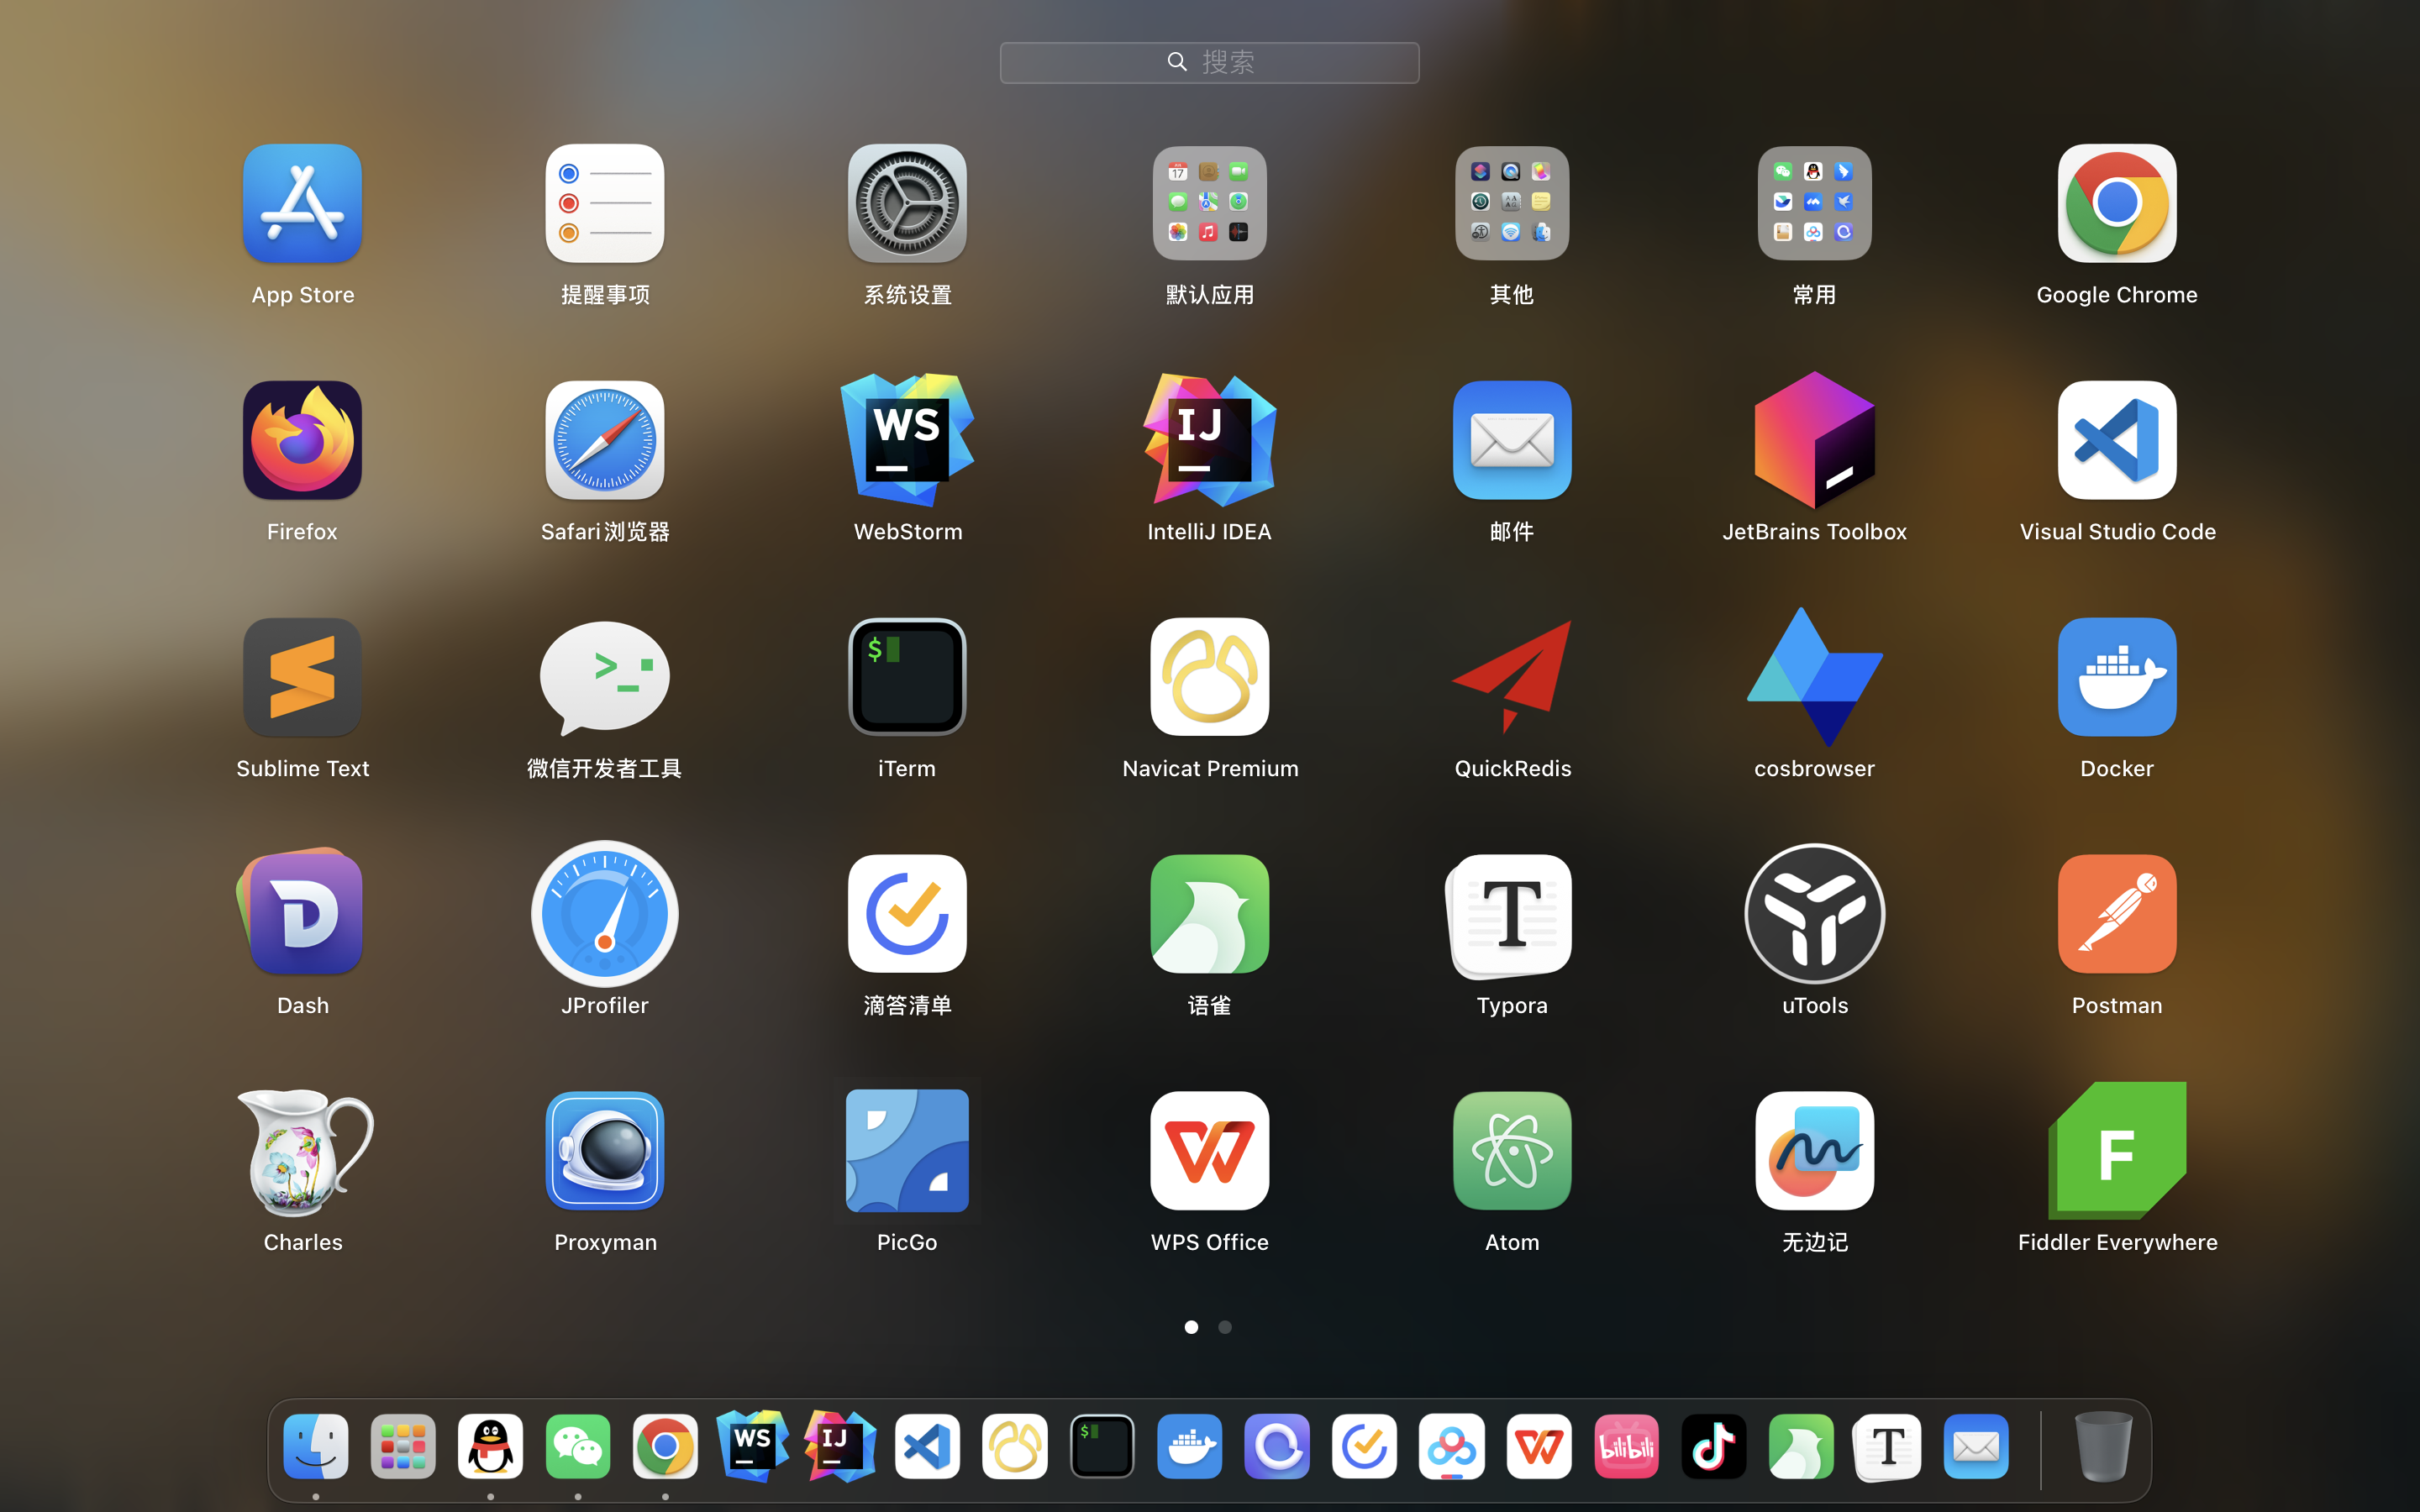 搜索
App Store
提醒事项
系统设置
17
默认应用
其他
常用
Google Chrome
WS
IJ
Firefox
Safari浏览器
WebStorm
IntelliJ IDEA
邮件
JetBrains Toolbox
Visual Studio Code
>_
$
Sublime Text
微信开发者工具
iTerm
Navicat Premium
QuickRedis
cosbrowser
Docker
D
T
Dash
JProfiler
滴答清单
语雀
Typora
uTools
Postman
W
F
Charles
Proxyman
PicGo
WPS Office
Atom
无边记
Fiddler Everywhere
WS
IJ
$
W
bilibili
T